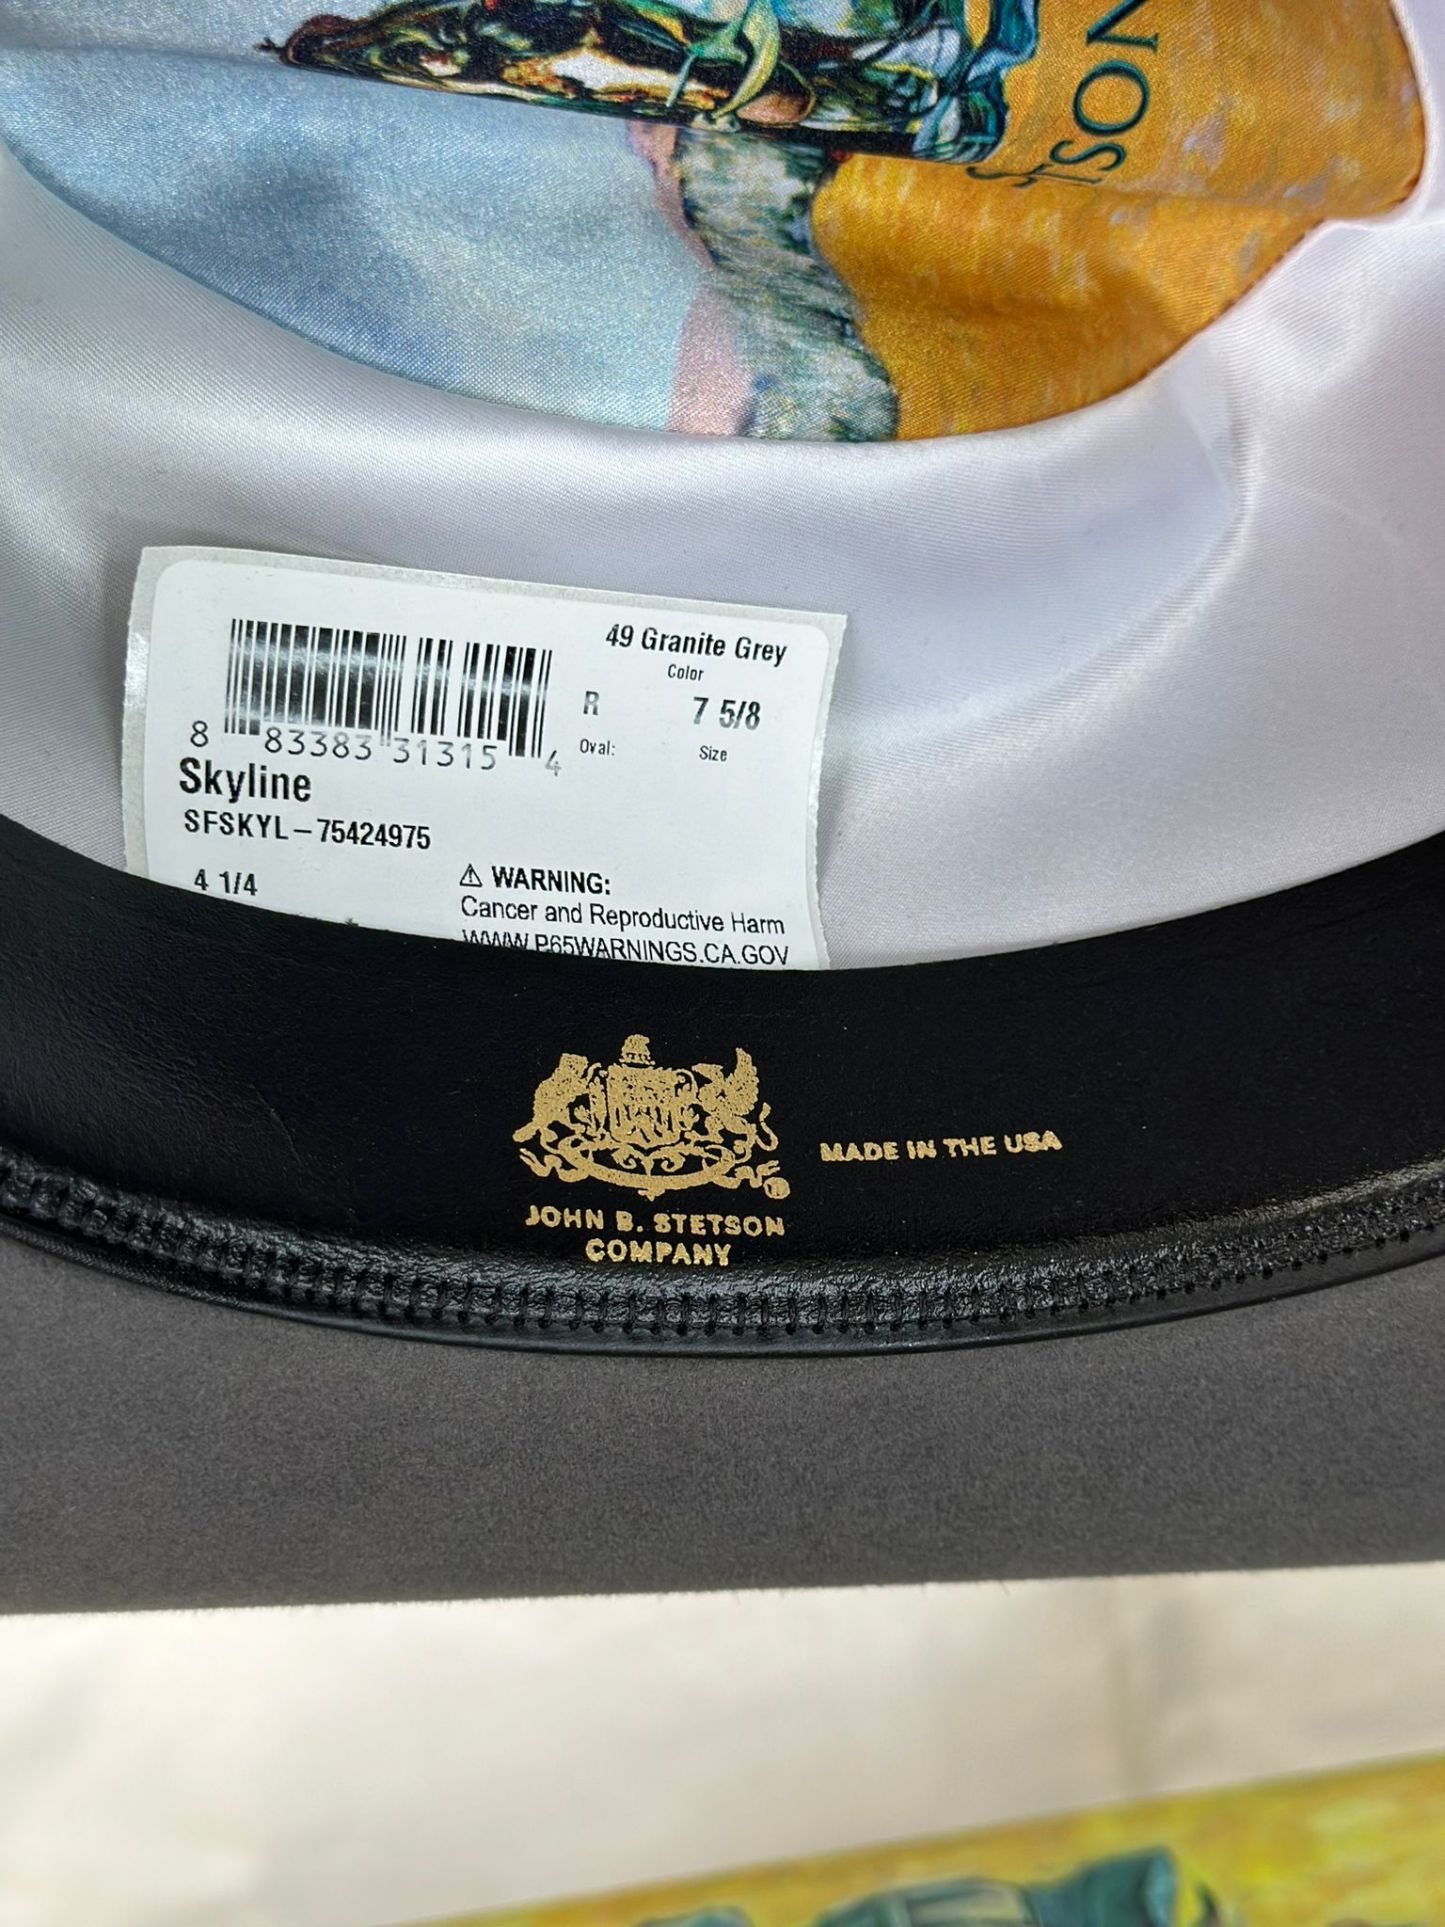 TSON
49 Granite Grey
Color
R
7 5/8
Oval:
Size
8 83383 31315 4
Skyline
SFSKYL-75424975
4 1/4
⚠ WARNING:
Cancer and Reproductive Harm
WWW.P65WARNINGS.CA.GOV
MADE IN THE USA
JOHN B. STETSON
COMPANY